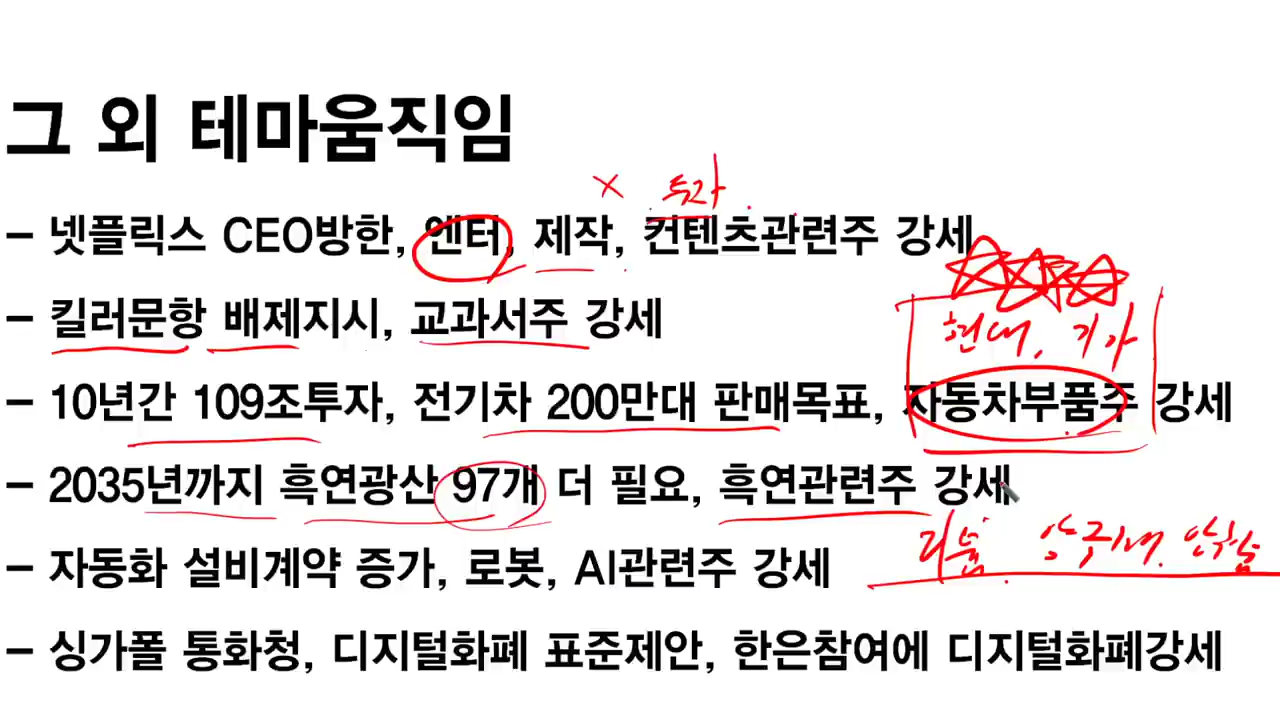 그 외 테마움직임
× 투자
- 넷플릭스 CEO방한, 엔터, 제작, 컨텐츠관련주 강세
- 킬러문항 배제지시, 교과서주 강세
현대, 기아
- 10년간 109조투자, 전기차 200만대 판매목표, 자동차부품주 강세
- 2035년까지 흑연광산 97개 더 필요, 흑연관련주 강세
리튬
- 자동화 설비계약 증가, 로봇, AI관련주 강세
- 싱가폴 통화청, 디지털화폐 표준제안, 한은참여에 디지털화폐강세